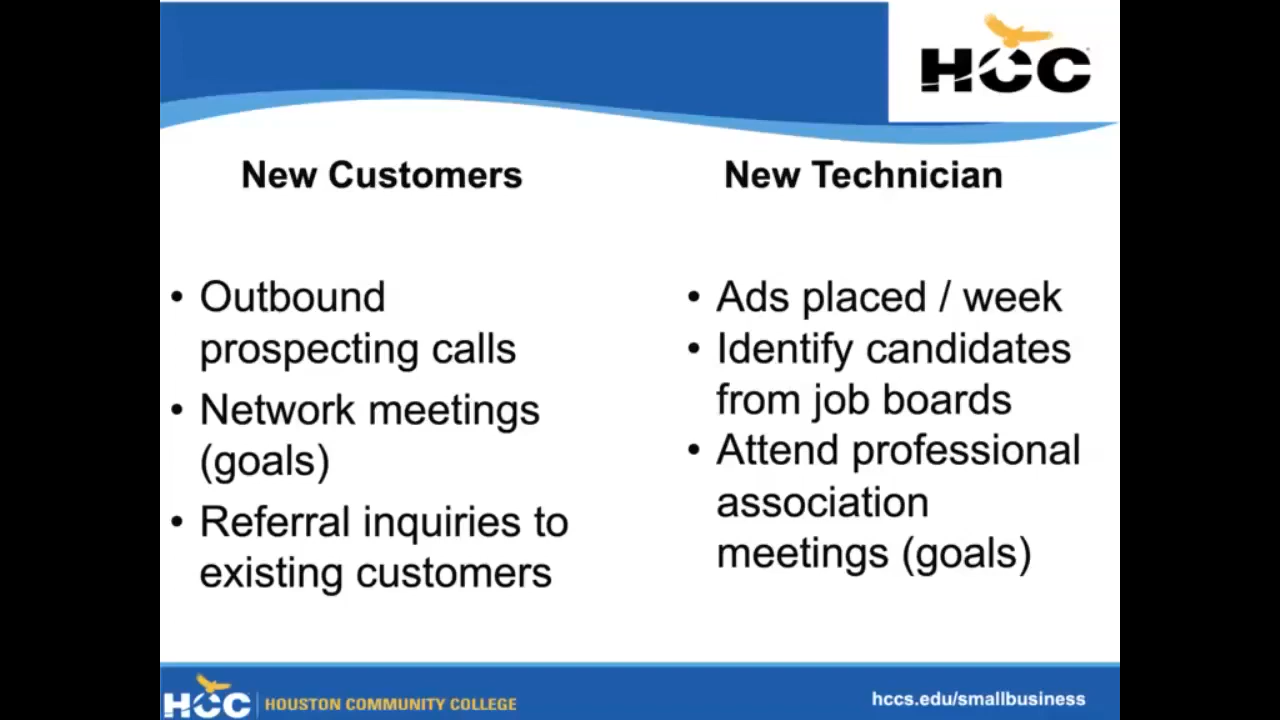 HCC
New Customers
• Outbound
prospecting calls
• Network meetings
(goals)
• Referral inquiries to
existing customers
New Technician
• Ads placed / week
• Identify candidates
from job boards
• Attend professional
association
meetings (goals)
HCC HOUSTON COMMUNITY COLLEGE
hccs.edu/smallbusiness